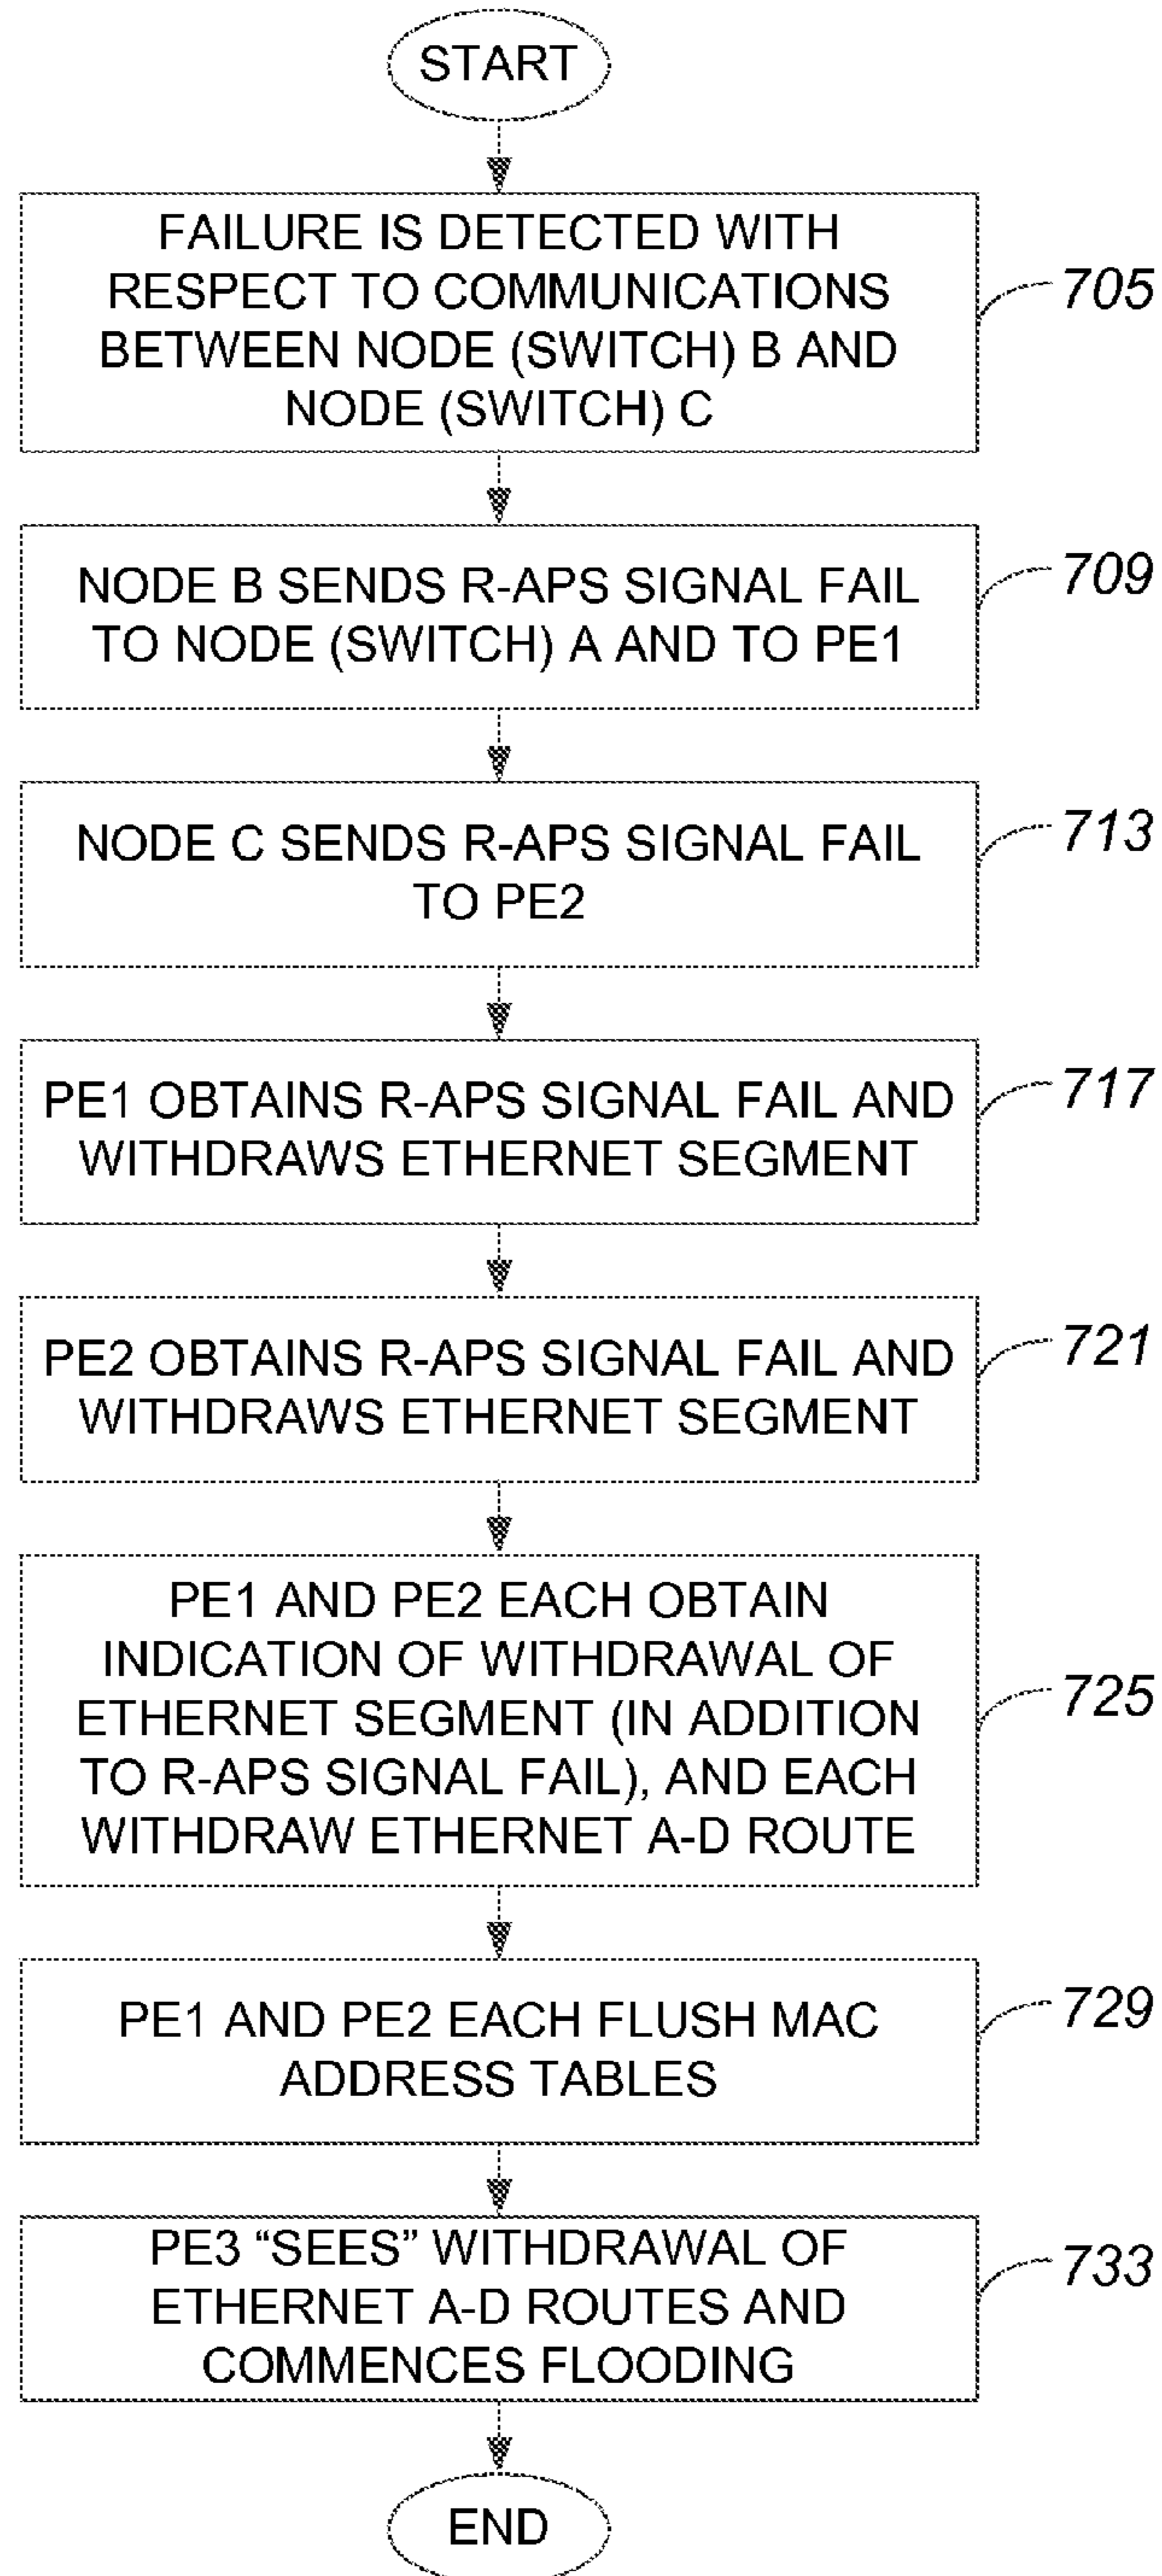 START
FAILURE IS DETECTED WITH
RESPECT TO COMMUNICATIONS
BETWEEN NODE (SWITCH) B AND
NODE (SWITCH) C
705
NODE B SENDS R-APS SIGNAL FAIL
TO NODE (SWITCH) A AND TO PE1
709
NODE C SENDS R-APS SIGNAL FAIL
TO PE2
713
PE1 OBTAINS R-APS SIGNAL FAIL AND
WITHDRAWS ETHERNET SEGMENT
717
PE2 OBTAINS R-APS SIGNAL FAIL AND
WITHDRAWS ETHERNET SEGMENT
721
PE1 AND PE2 EACH OBTAIN
INDICATION OF WITHDRAWAL OF
ETHERNET SEGMENT (IN ADDITION
TO R-APS SIGNAL FAIL), AND EACH
WITHDRAW ETHERNET A-D ROUTE
725
PE1 AND PE2 EACH FLUSH MAC
ADDRESS TABLES
729
PE3 “SEES” WITHDRAWAL OF
ETHERNET A-D ROUTES AND
COMMENCES FLOODING
733
END